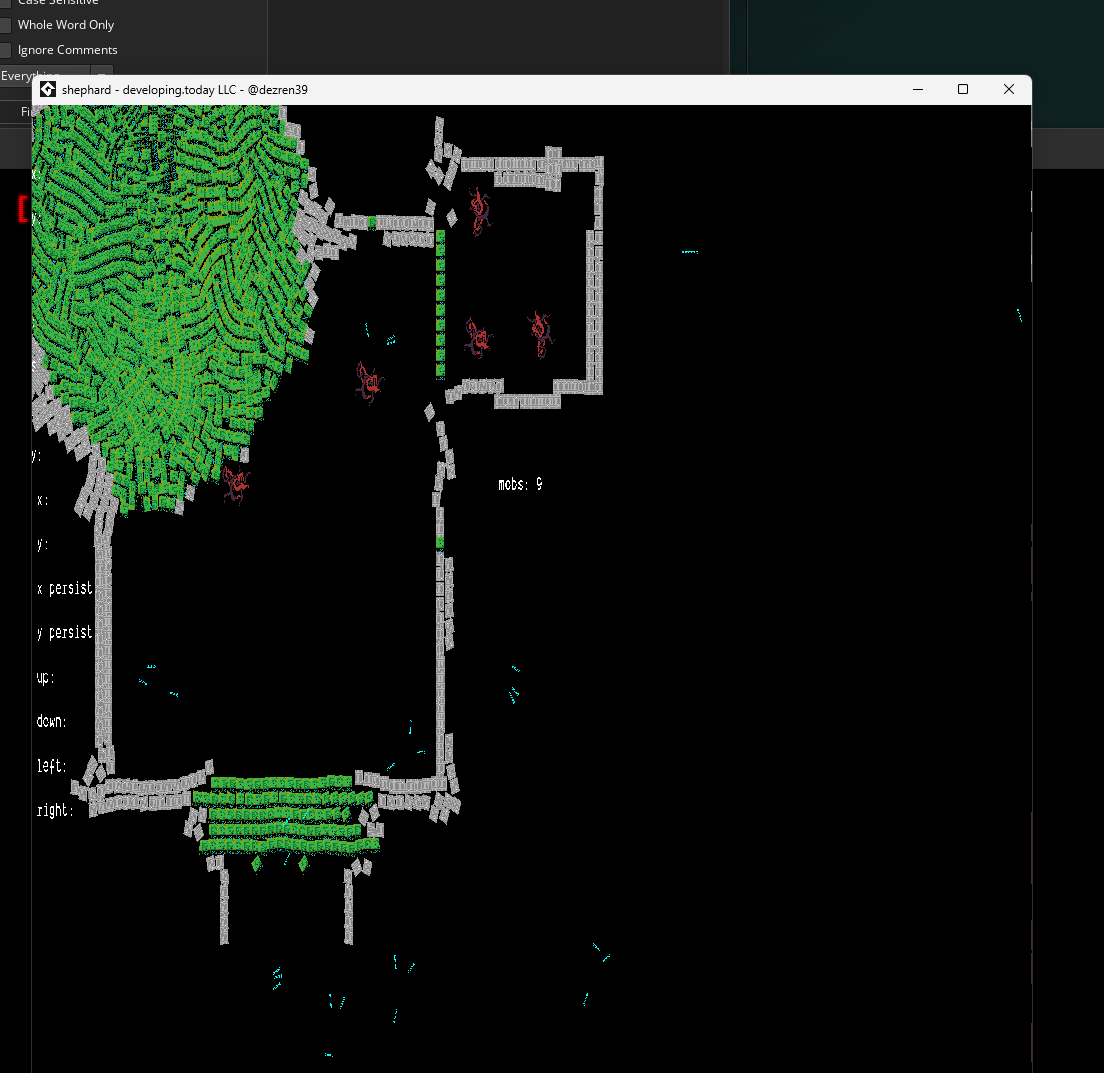 Case Sensitive
Whole Word Only
Ignore Comments
Everything
Fi
shephard - developing.today LLC - @dezren39
x:
y:
mobs: 9
y:
x:
y:
x persist
y persist
up:
down:
left:
right: